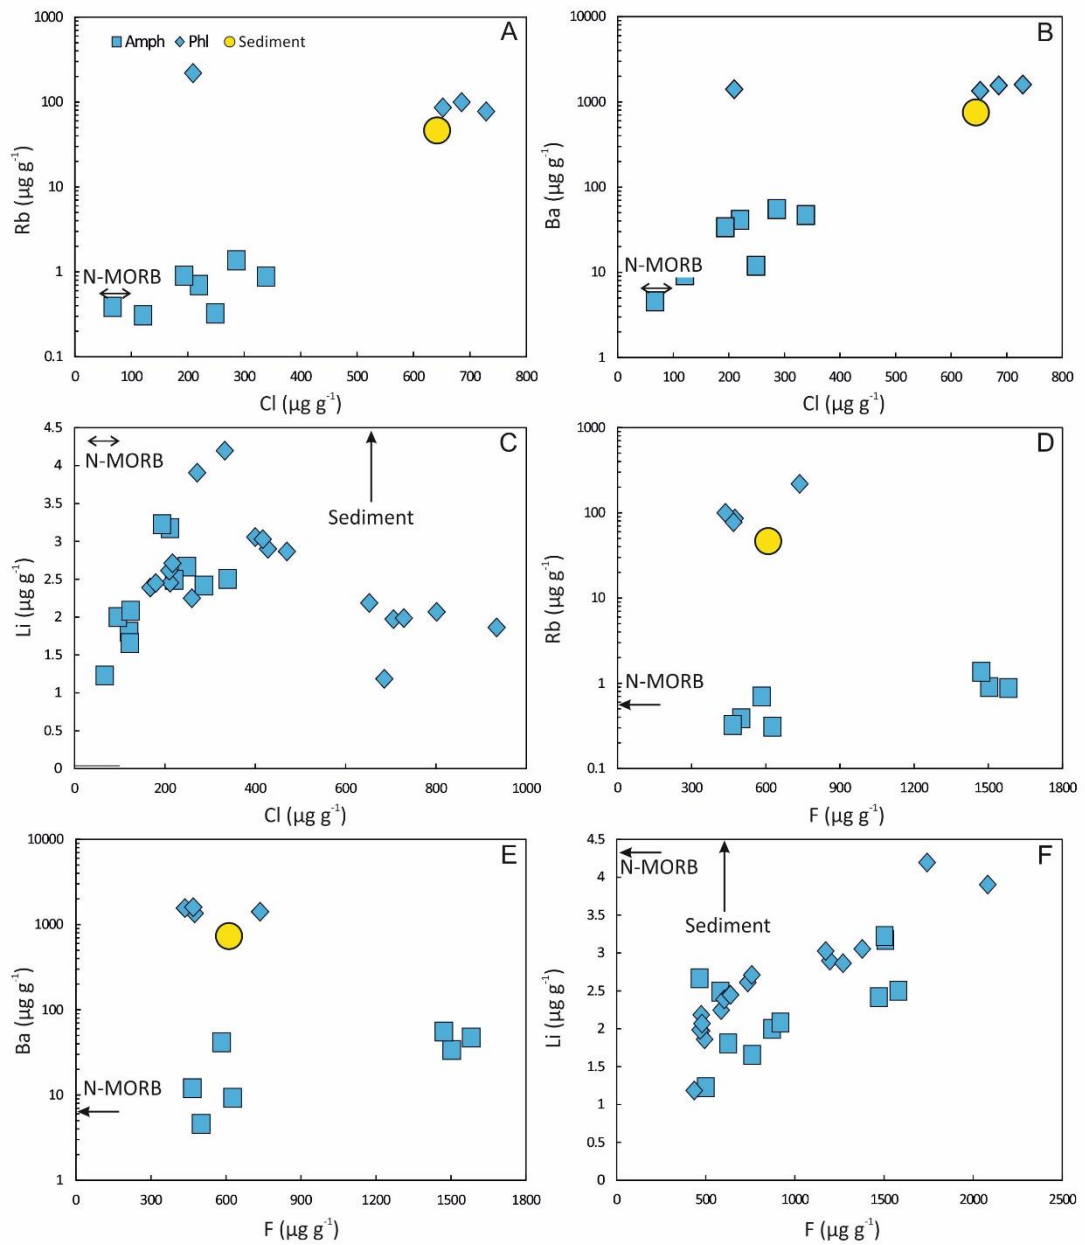 A
Amph Phl Sediment
1000
100
10
1
0.1
Rb (µg g⁻¹)
N-MORB
0 100 200 300 400 500 600 700 800
Cl (µg g⁻¹)
B
10000
1000
100
10
1
Ba (µg g⁻¹)
N-MORB
0 100 200 300 400 500 600 700 800
Cl (µg g⁻¹)
C
4.5
4
3.5
3
2.5
2
1.5
1
0.5
0
Li (µg g⁻¹)
N-MORB
Sediment
0 200 400 600 800 1000
Cl (µg g⁻¹)
D
1000
100
10
1
0.1
Rb (µg g⁻¹)
N-MORB
0 300 600 900 1200 1500 1800
F (µg g⁻¹)
E
10000
1000
100
10
1
Ba (µg g⁻¹)
N-MORB
0 300 600 900 1200 1500 1800
F (µg g⁻¹)
F
4.5
4
3.5
3
2.5
2
1.5
1
0.5
0
Li (µg g⁻¹)
N-MORB
Sediment
0 500 1000 1500 2000 2500
F (µg g⁻¹)